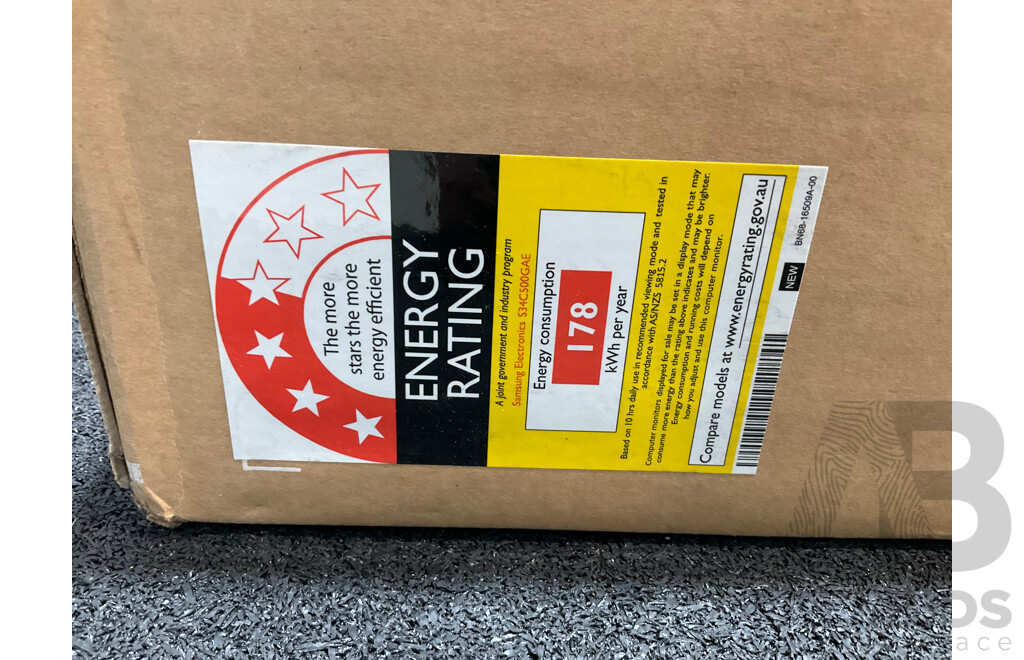 The more
stars the more
energy efficient
ENERGY
RATING
A joint government and industry program
Samsung Electronics S34C500GAE
Energy consumption
178
kWh per year
Based on 10 hrs daily use in recommended viewing mode and tested in
accordance with AS/NZS 5815.2
Computer monitors displayed for sale may be set in a display mode that may
consume more energy than the rating above indicates and may be brighter.
Energy consumption and running costs will depend on
how you adjust and use this computer monitor.
Compare models at www.energyrating.gov.au
NEW
BN68-16509A-00
AB